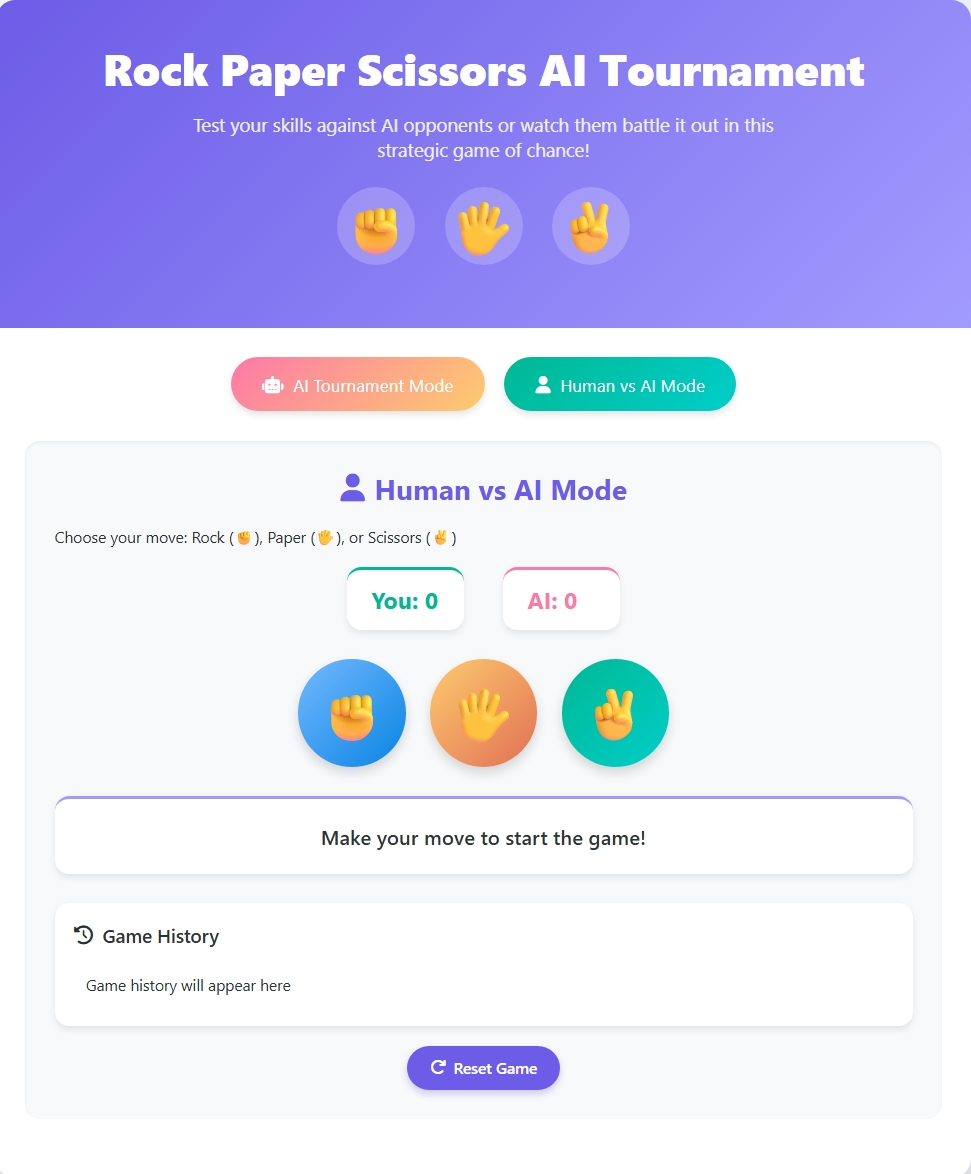 Rock Paper Scissors AI Tournament
Test your skills against AI opponents or watch them battle it out in this
strategic game of chance!
AI Tournament Mode
Human vs AI Mode
Human vs AI Mode
Choose your move: Rock (✊), Paper (🖐), or Scissors (✌)
You: 0
AI: 0
Make your move to start the game!
Game History
Game history will appear here
Reset Game